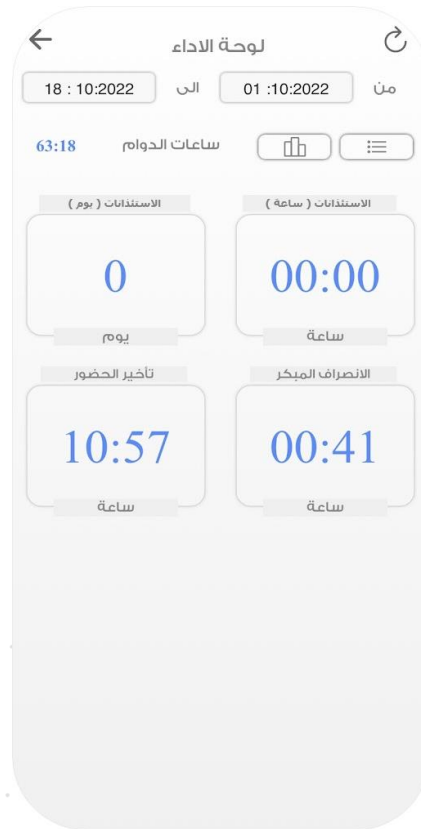 لوحة الاداء
من 01 :10:2022 الى 18 : 10:2022
ساعات الدوام 63:18
الاستئذانات ( ساعة )
00:00
ساعة
الاستئذانات ( يوم )
0
يوم
الانصراف المبكر
00:41
ساعة
تأخير الحضور
10:57
ساعة